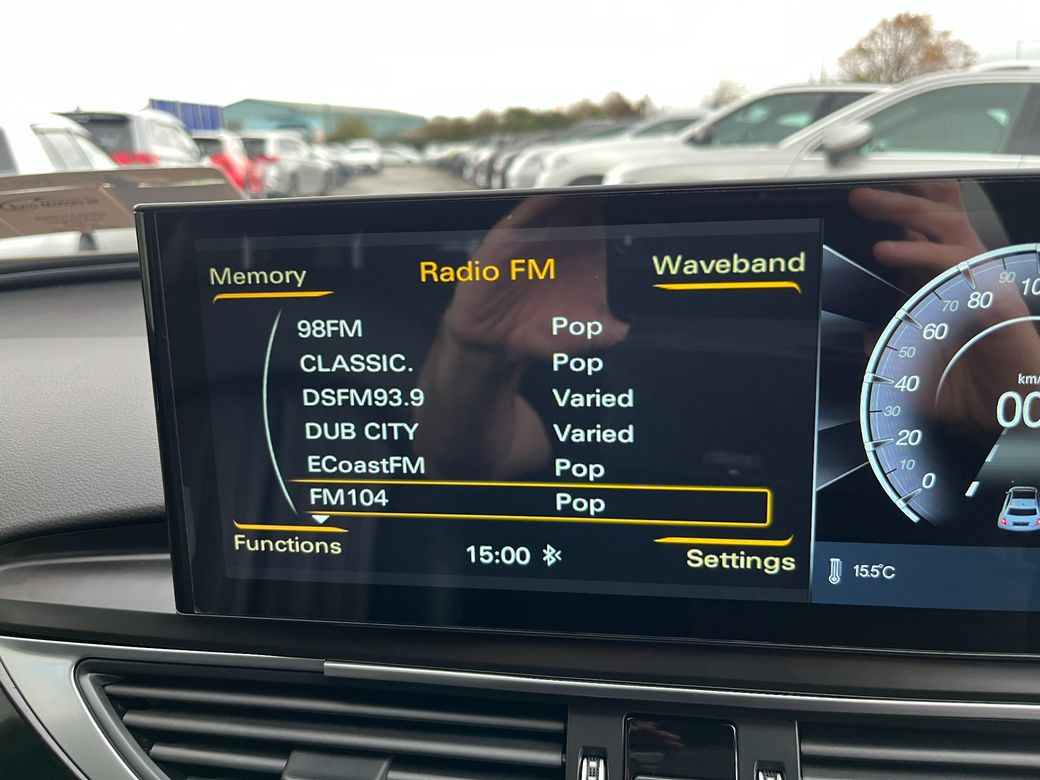 Memory Radio FM Waveband
98FM Pop
CLASSIC. Pop
DSFM93.9 Varied
DUB CITY Varied
ECoastFM Pop
FM104 Pop
Functions 15:00 Settings
90
80
70
60
50
40
30
20
10
0
km/
15.5°C